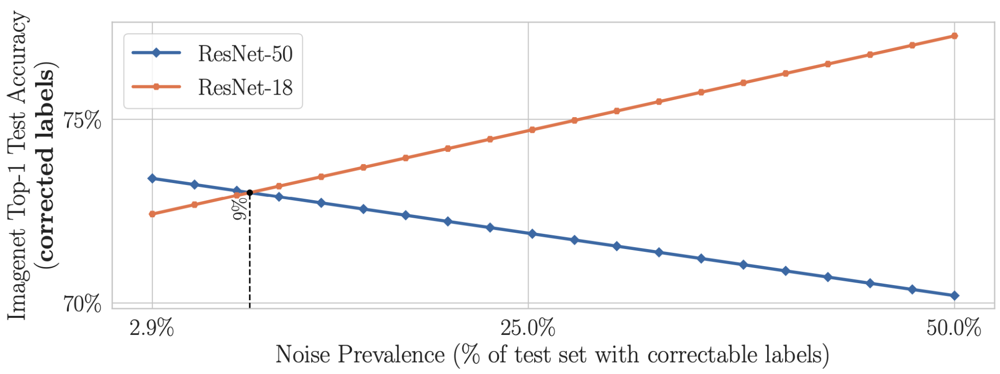 Imagenet Top-1 Test Accuracy
(corrected labels)
ResNet-50
ResNet-18
75%
70%
9%
2.9%
25.0%
50.0%
Noise Prevalence (% of test set with correctable labels)